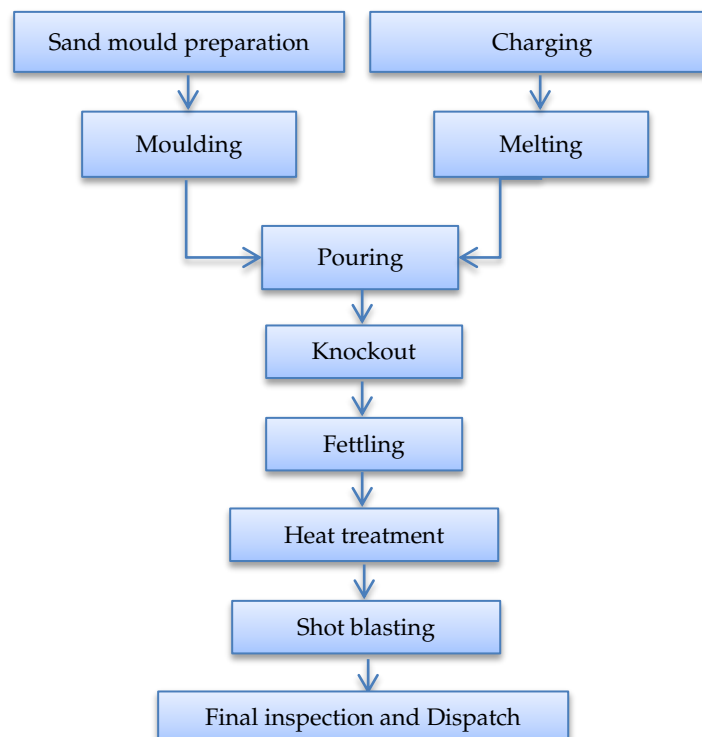 Sand mould preparation
Charging
Moulding
Melting
Pouring
Knockout
Fettling
Heat treatment
Shot blasting
Final inspection and Dispatch